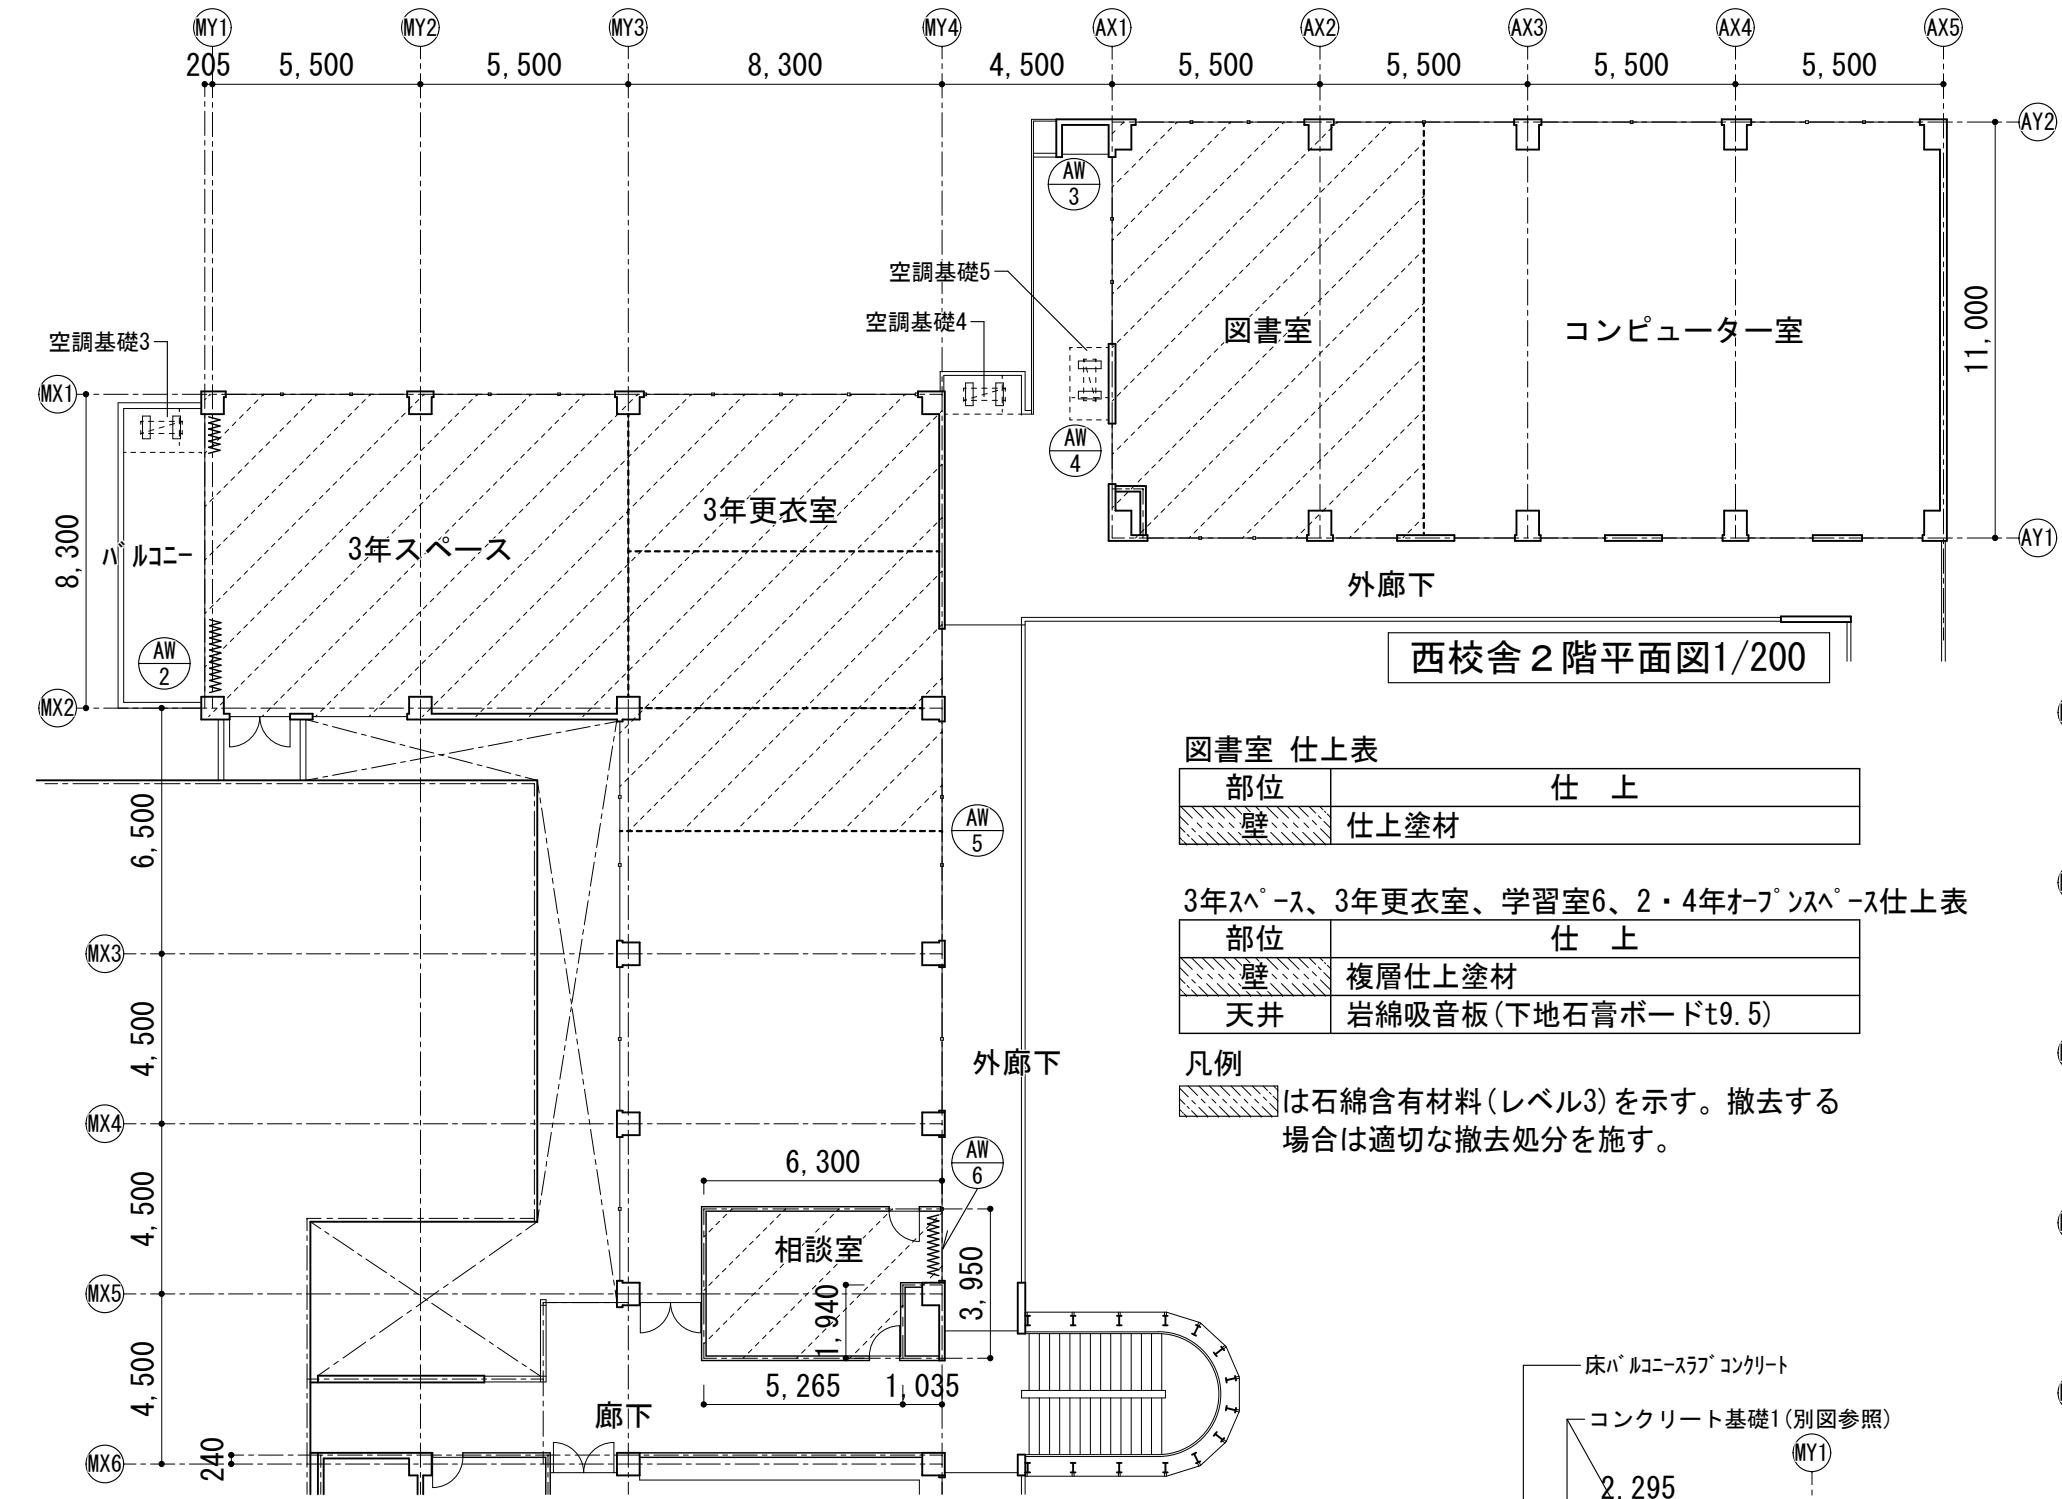 MY1 MY2 MY3 MY4 AX1 AX2 AX3 AX4 AX5
205 5,500 5,500 8,300 4,500 5,500 5,500 5,500 5,500
AY2
AW
3
空調基礎5
空調基礎4
図書室
コンピューター室
11,000
空調基礎3
MX1
AW
4
3年更衣室
3年スペース
8,300
バルコニー
AY1
外廊下
AW
2
西校舎２階平面図1/200
MX2
図書室 仕上表
部位 仕 上
壁 仕上塗材
6,500
AW
5
3年スペース、3年更衣室、学習室6、2・4年オープンスペース仕上表
部位 仕 上
壁 複層仕上塗材
天井 岩綿吸音板(下地石膏ボードt9.5)
MX3
4,500
外廊下
凡例
は石綿含有材料(レベル3)を示す。撤去する
場合は適切な撤去処分を施す。
MX4
6,300
AW
6
4,500
相談室
3,950
1,940
MX5
4,500
5,265 1,035
廊下
240
MX6
床バルコニースラブコンクリート
コンクリート基礎1(別図参照)
MY1
2,295